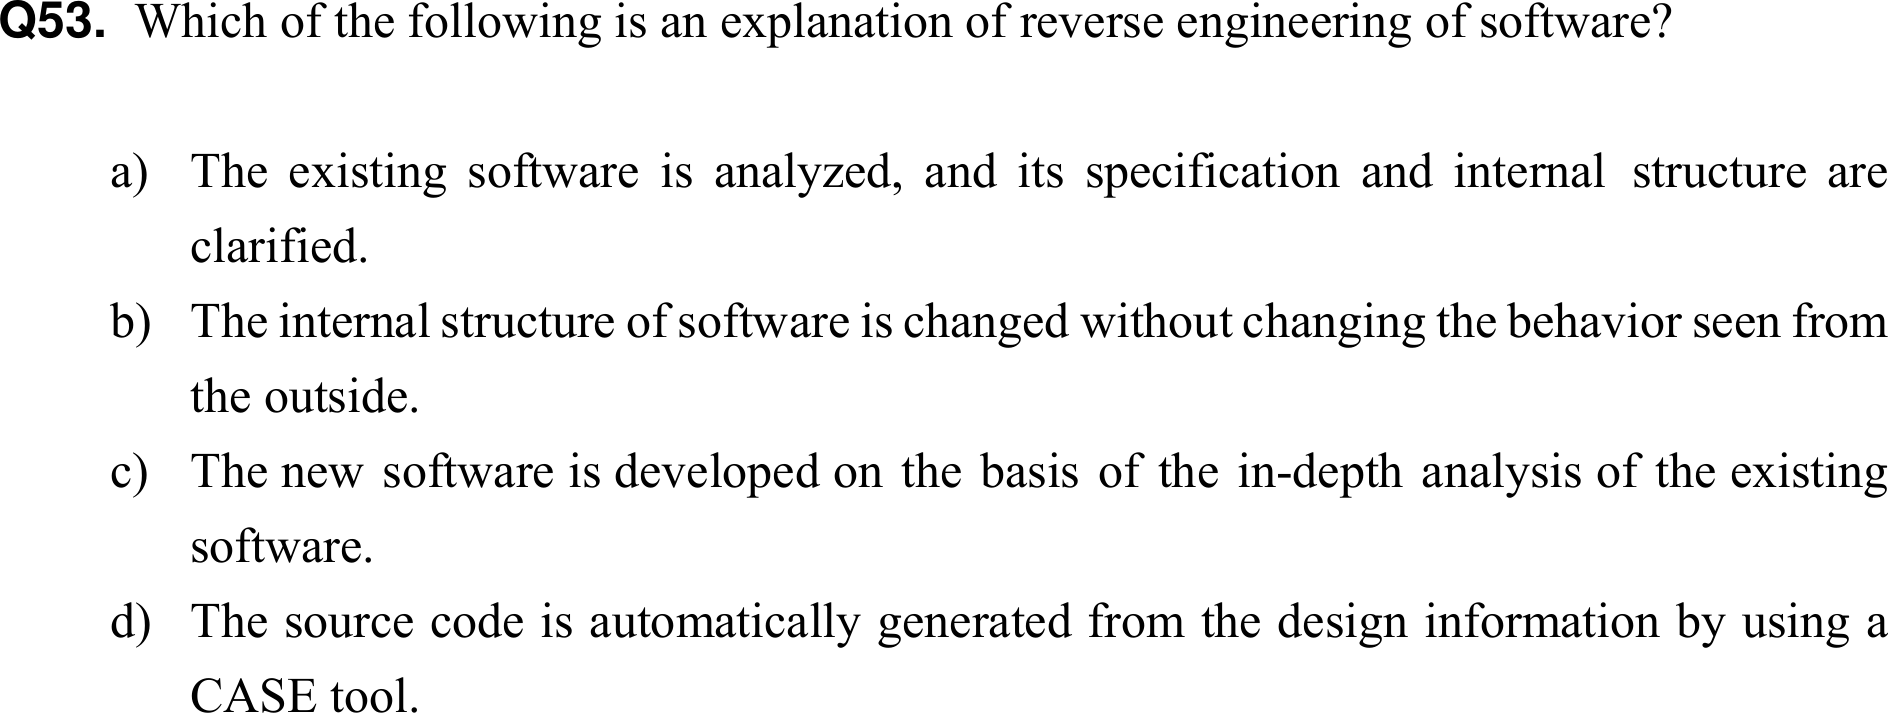 Q53. Which of the following is an explanation of reverse engineering of software?
a) The existing software is analyzed, and its specification and internal structure are
clarified.
b) The internal structure of software is changed without changing the behavior seen from
the outside.
c) The new software is developed on the basis of the in-depth analysis of the existing
software.
d) The source code is automatically generated from the design information by using a
CASE tool.